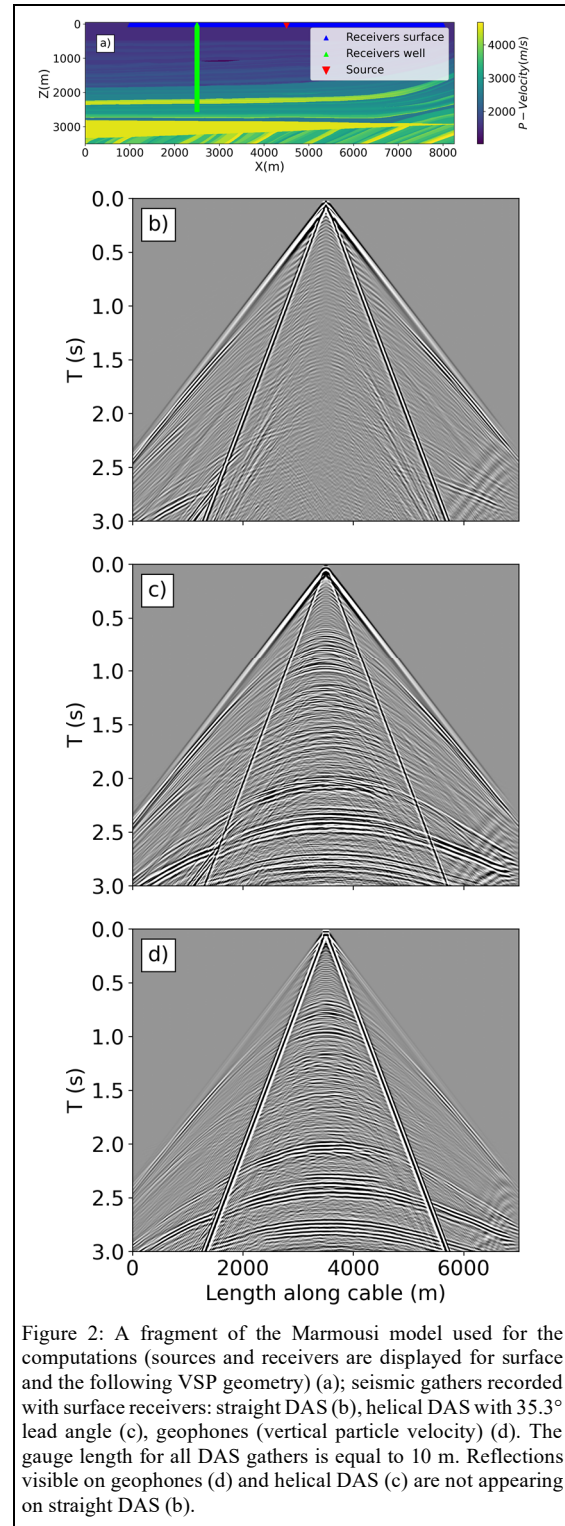 a)
Receivers surface
Receivers well
Source
0
1000
2000
3000
Z(m)
0 1000 2000 3000 4000 5000 6000 7000 8000
X(m)
4000
2000
P − Velocity(m/s)
b)
0.0
0.5
1.0
1.5
2.0
2.5
3.0
T (s)
c)
0.0
0.5
1.0
1.5
2.0
2.5
3.0
T (s)
d)
0.0
0.5
1.0
1.5
2.0
2.5
3.0
T (s)
0 2000 4000 6000
Length along cable (m)
Figure 2: A fragment of the Marmousi model used for the
computations (sources and receivers are displayed for surface
and the following VSP geometry) (a); seismic gathers recorded
with surface receivers: straight DAS (b), helical DAS with 35.3°
lead angle (c), geophones (vertical particle velocity) (d). The
gauge length for all DAS gathers is equal to 10 m. Reflections
visible on geophones (d) and helical DAS (c) are not appearing
on straight DAS (b).